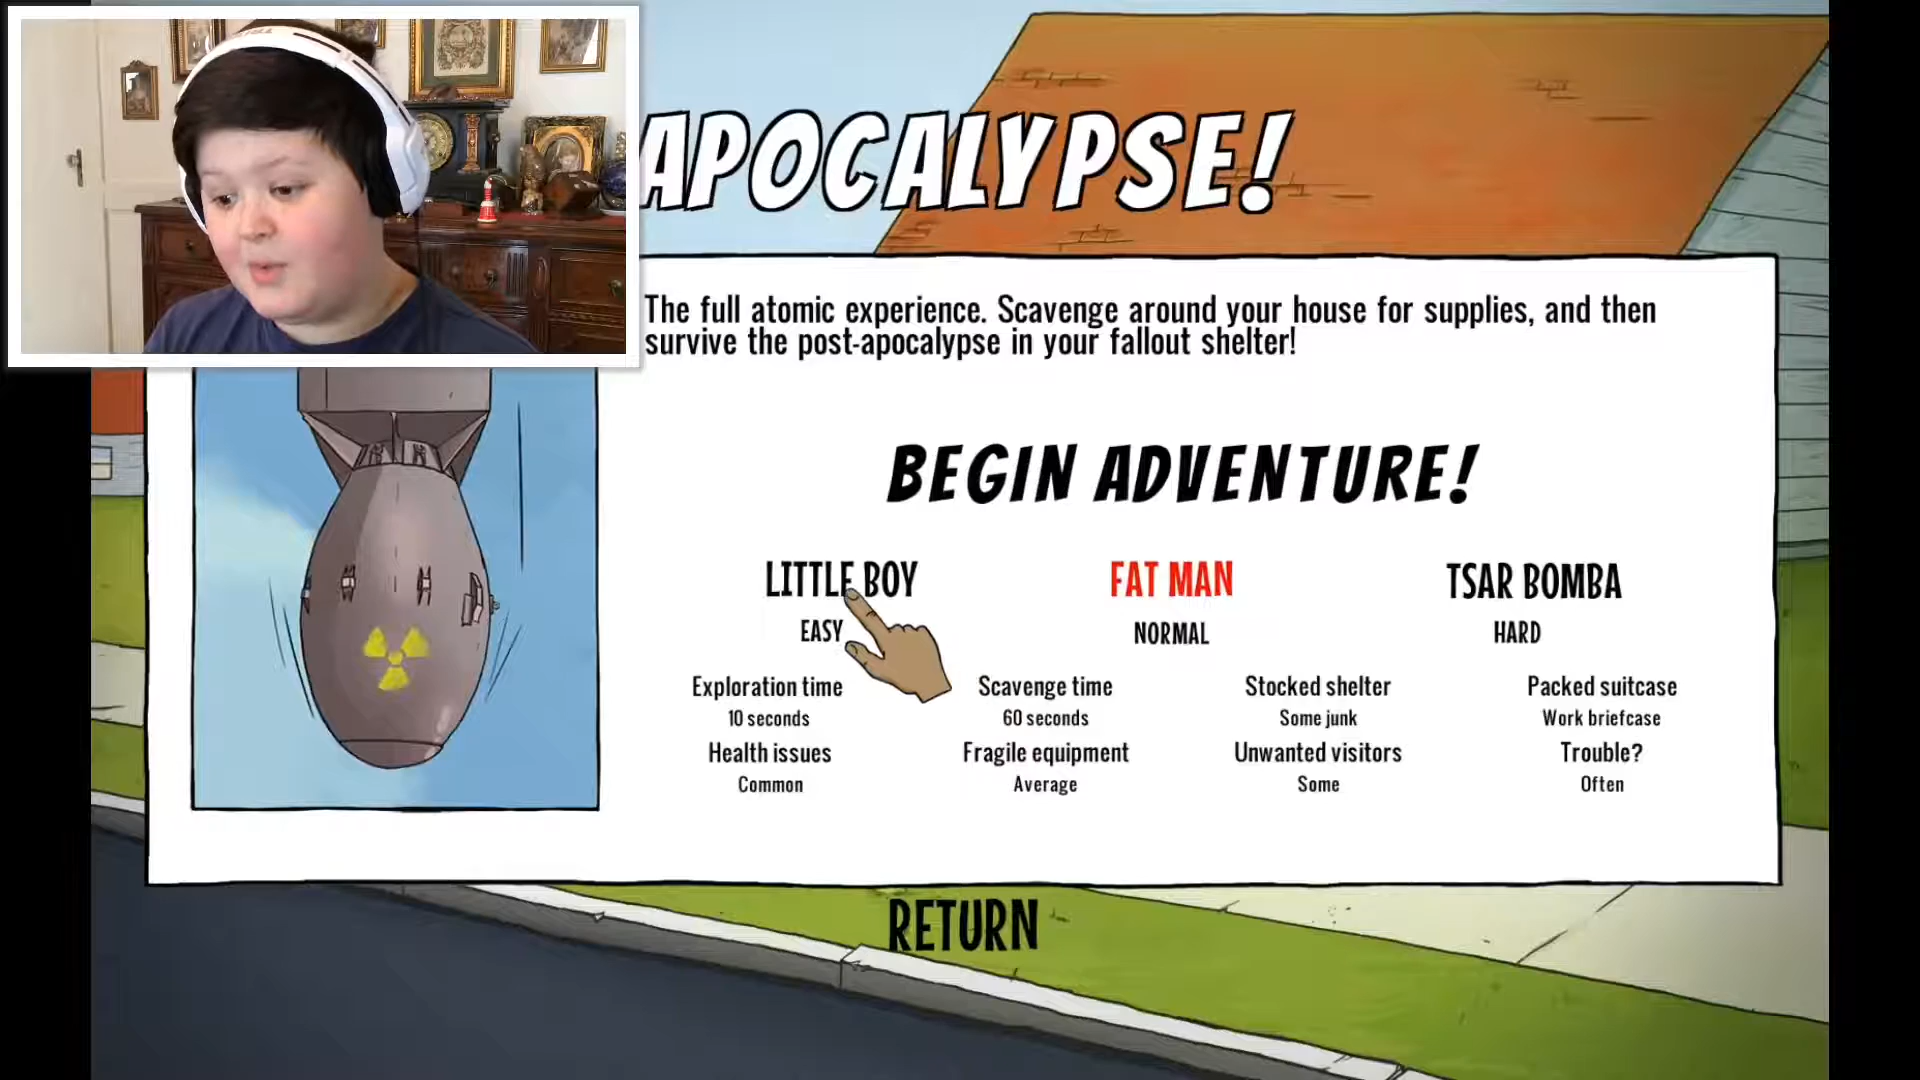 APOCALYPSE!
The full atomic experience. Scavenge around your house for supplies, and then
survive the post-apocalypse in your fallout shelter!
BEGIN ADVENTURE!
LITTLE BOY FAT MAN TSAR BOMBA
EASY NORMAL HARD
Exploration time Scavenge time Stocked shelter Packed suitcase
10 seconds 60 seconds Some junk Work briefcase
Health issues Fragile equipment Unwanted visitors Trouble?
Common Average Some Often
RETURN